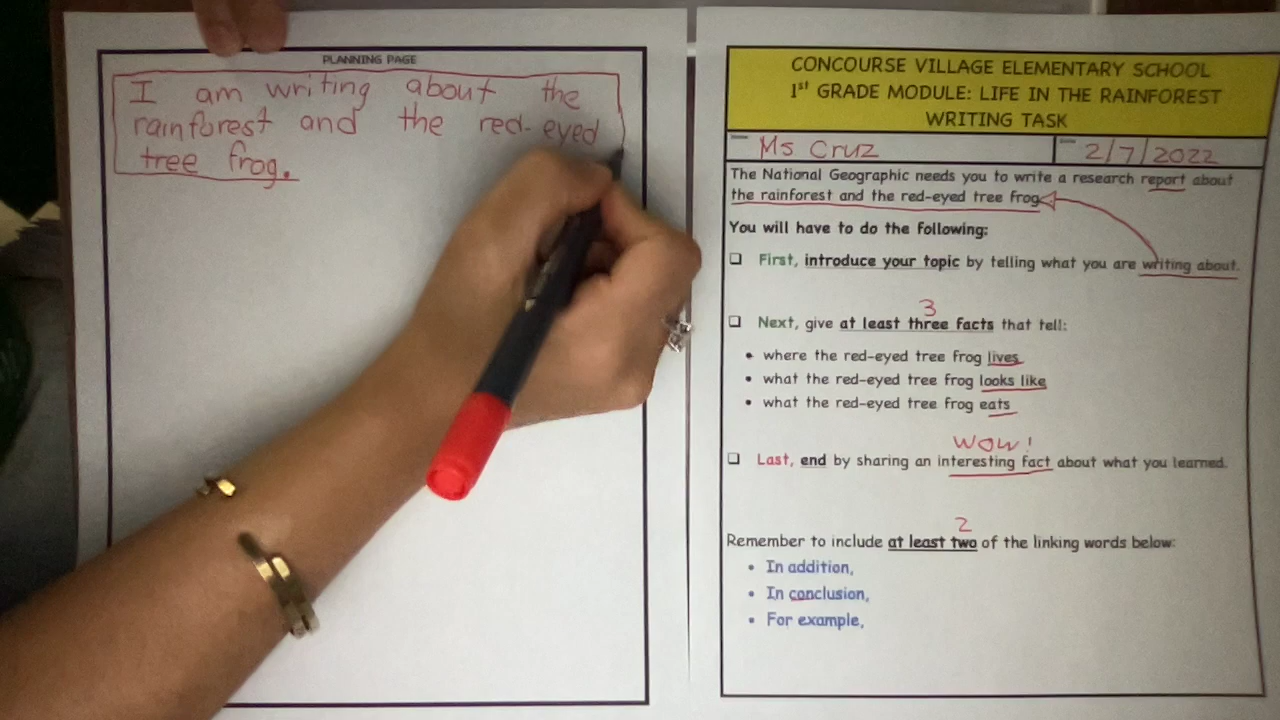 PLANNING PAGE
I am writing about the
rainforest and the red-eyed
tree frog.
CONCOURSE VILLAGE ELEMENTARY SCHOOL
1st GRADE MODULE: LIFE IN THE RAINFOREST
WRITING TASK
Ms Cruz
2/7/2022
The National Geographic needs you to write a research report about
the rainforest and the red-eyed tree frog
You will have to do the following:
First, introduce your topic by telling what you are writing about.
3
Next, give at least three facts that tell:
• where the red-eyed tree frog lives
• what the red-eyed tree frog looks like
• what the red-eyed tree frog eats
WOW!
Last, end by sharing an interesting fact about what you learned.
2
Remember to include at least two of the linking words below:
• In addition,
• In conclusion,
• For example,